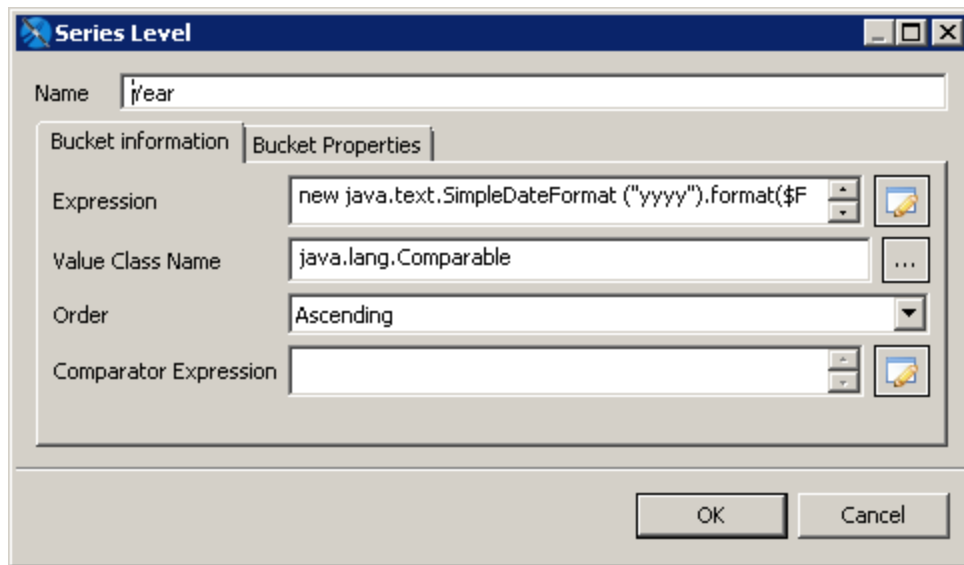 Series Level
Name Year
Bucket information Bucket Properties
Expression new java.text.SimpleDateFormat ("yyyy").format($F
Value Class Name java.lang.Comparable ...
Order Ascending
Comparator Expression
OK Cancel